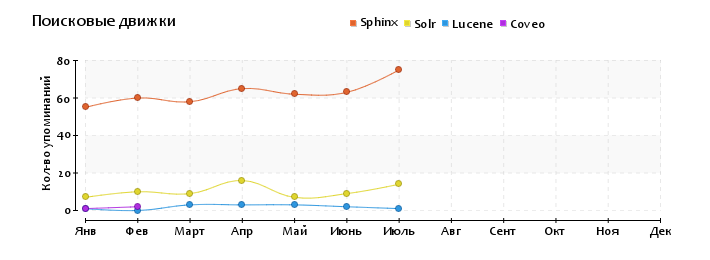 Поисковые движки
Sphinx Solr Lucene Coveo
Кол-во упоминаний
80
60
40
20
0
Янв Фев Март Апр Май Июнь Июль Авг Сент Окт Ноя Дек